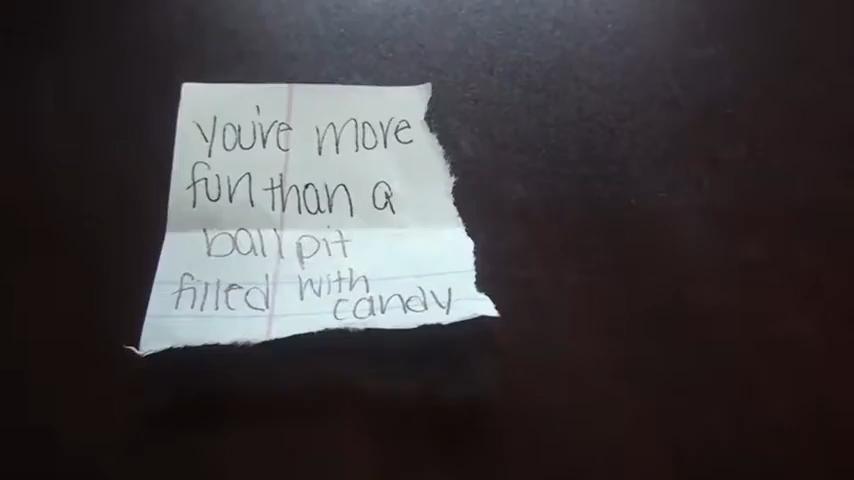 you're more
fun than a
ball pit
filled with
candy